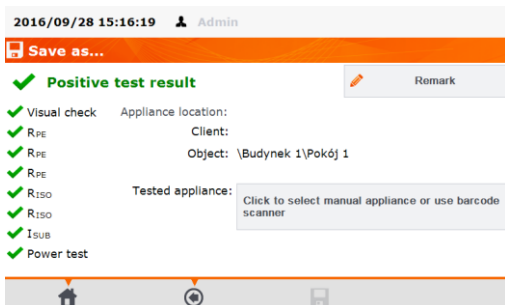 2016/09/28 15:16:19 Admin
Save as...
Positive test result
Remark
Visual check
RPE
RPE
RPE
RISO
RISO
ISUB
Power test
Appliance location:
Client:
Object: \Budynek 1\Pokój 1
Tested appliance:
Click to select manual appliance or use barcode
scanner